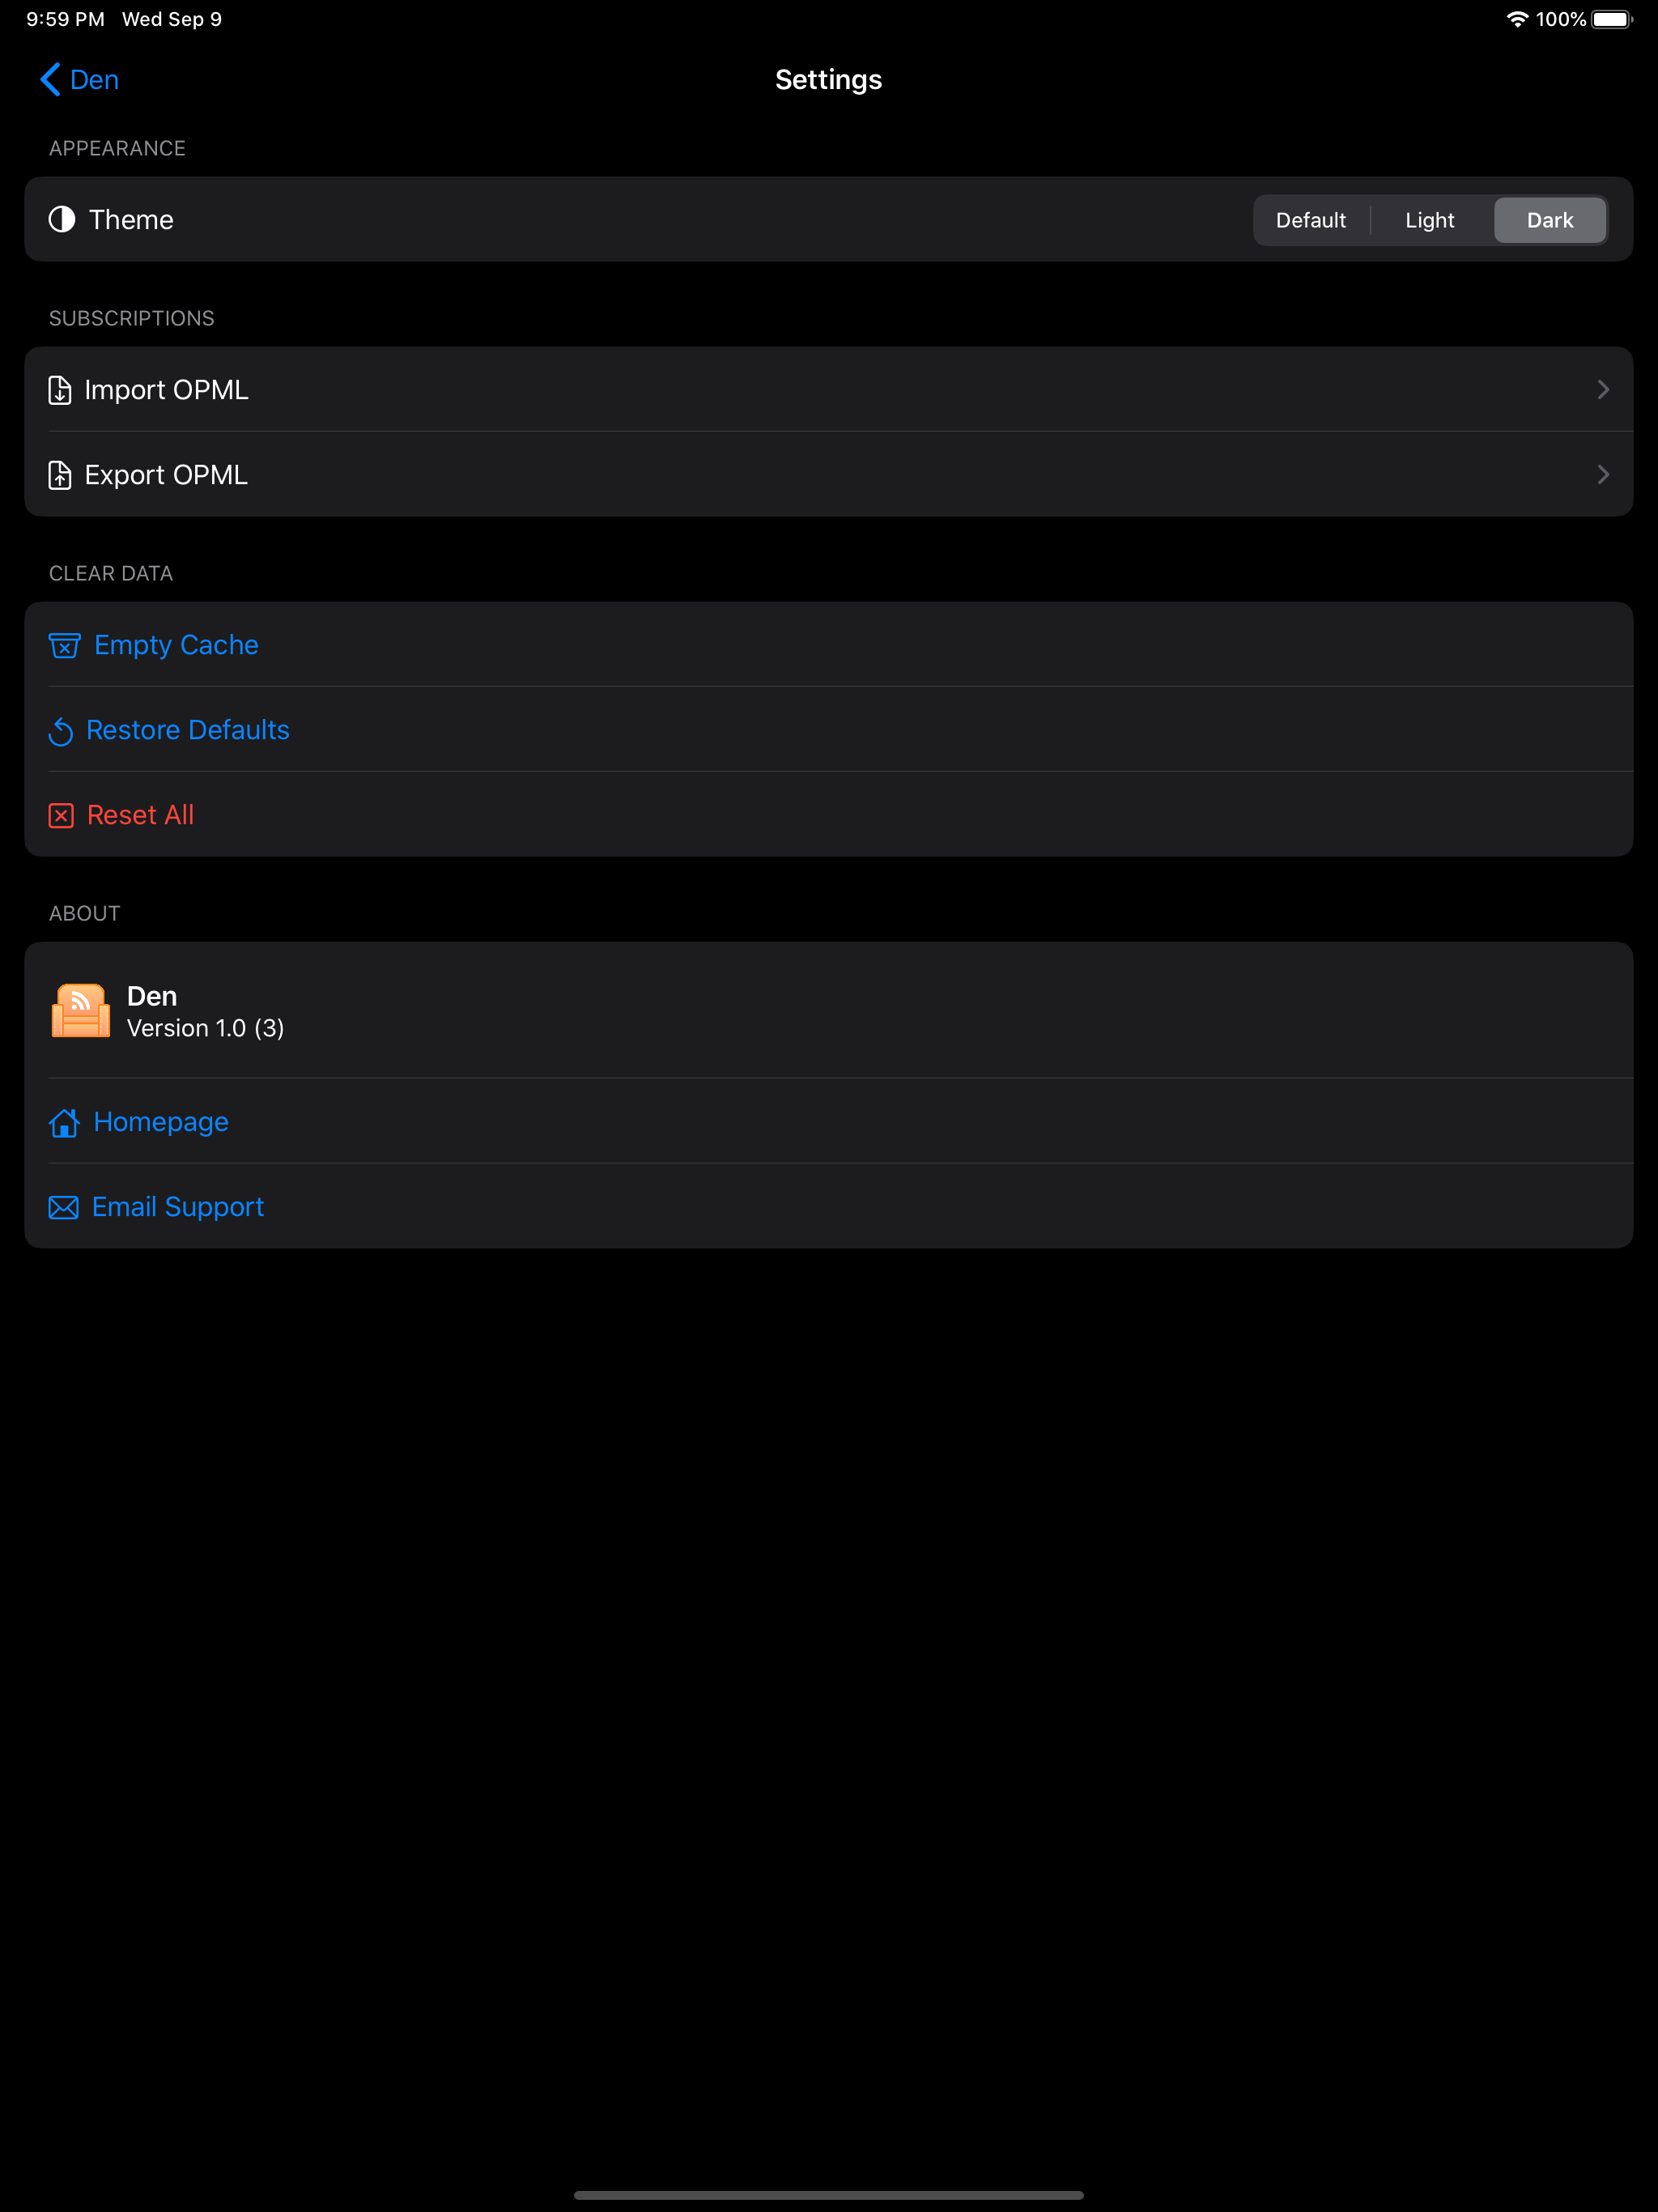 9:59 PM Wed Sep 9 100%
Den Settings
APPEARANCE
Theme Default Light Dark
SUBSCRIPTIONS
Import OPML
Export OPML
CLEAR DATA
Empty Cache
Restore Defaults
Reset All
ABOUT
Den
Version 1.0 (3)
Homepage
Email Support